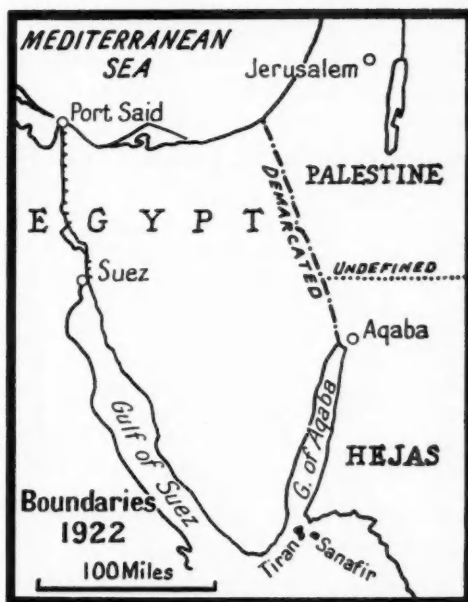 MEDITERRANEAN
SEA
Jerusalem
Port Said
PALESTINE
EGYPT
DEMARCATED
UNDEFINED
Suez
Aqaba
Gulf of Suez
G. of Aqaba
HEJAS
Boundaries
1922
Tiran
Sanafir
100 Miles